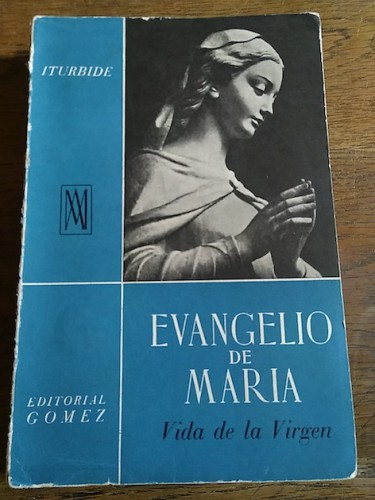 ITURBIDE
EVANGELIO
DE
MARIA
Vida de la Virgen
EDITORIAL
GOMEZ